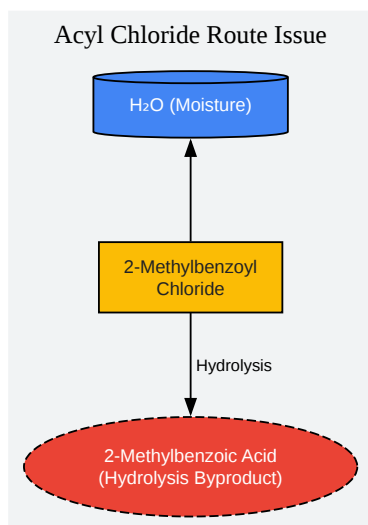 Acyl Chloride Route Issue
H₂O (Moisture)
2-Methylbenzoyl
Chloride
Hydrolysis
2-Methylbenzoic Acid
(Hydrolysis Byproduct)